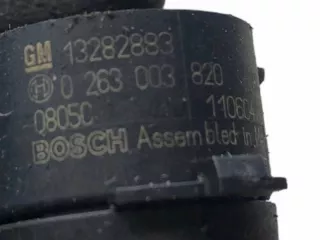 GM 13282883
0 263 003 820
0805C 11060
BOSCH Assembled in